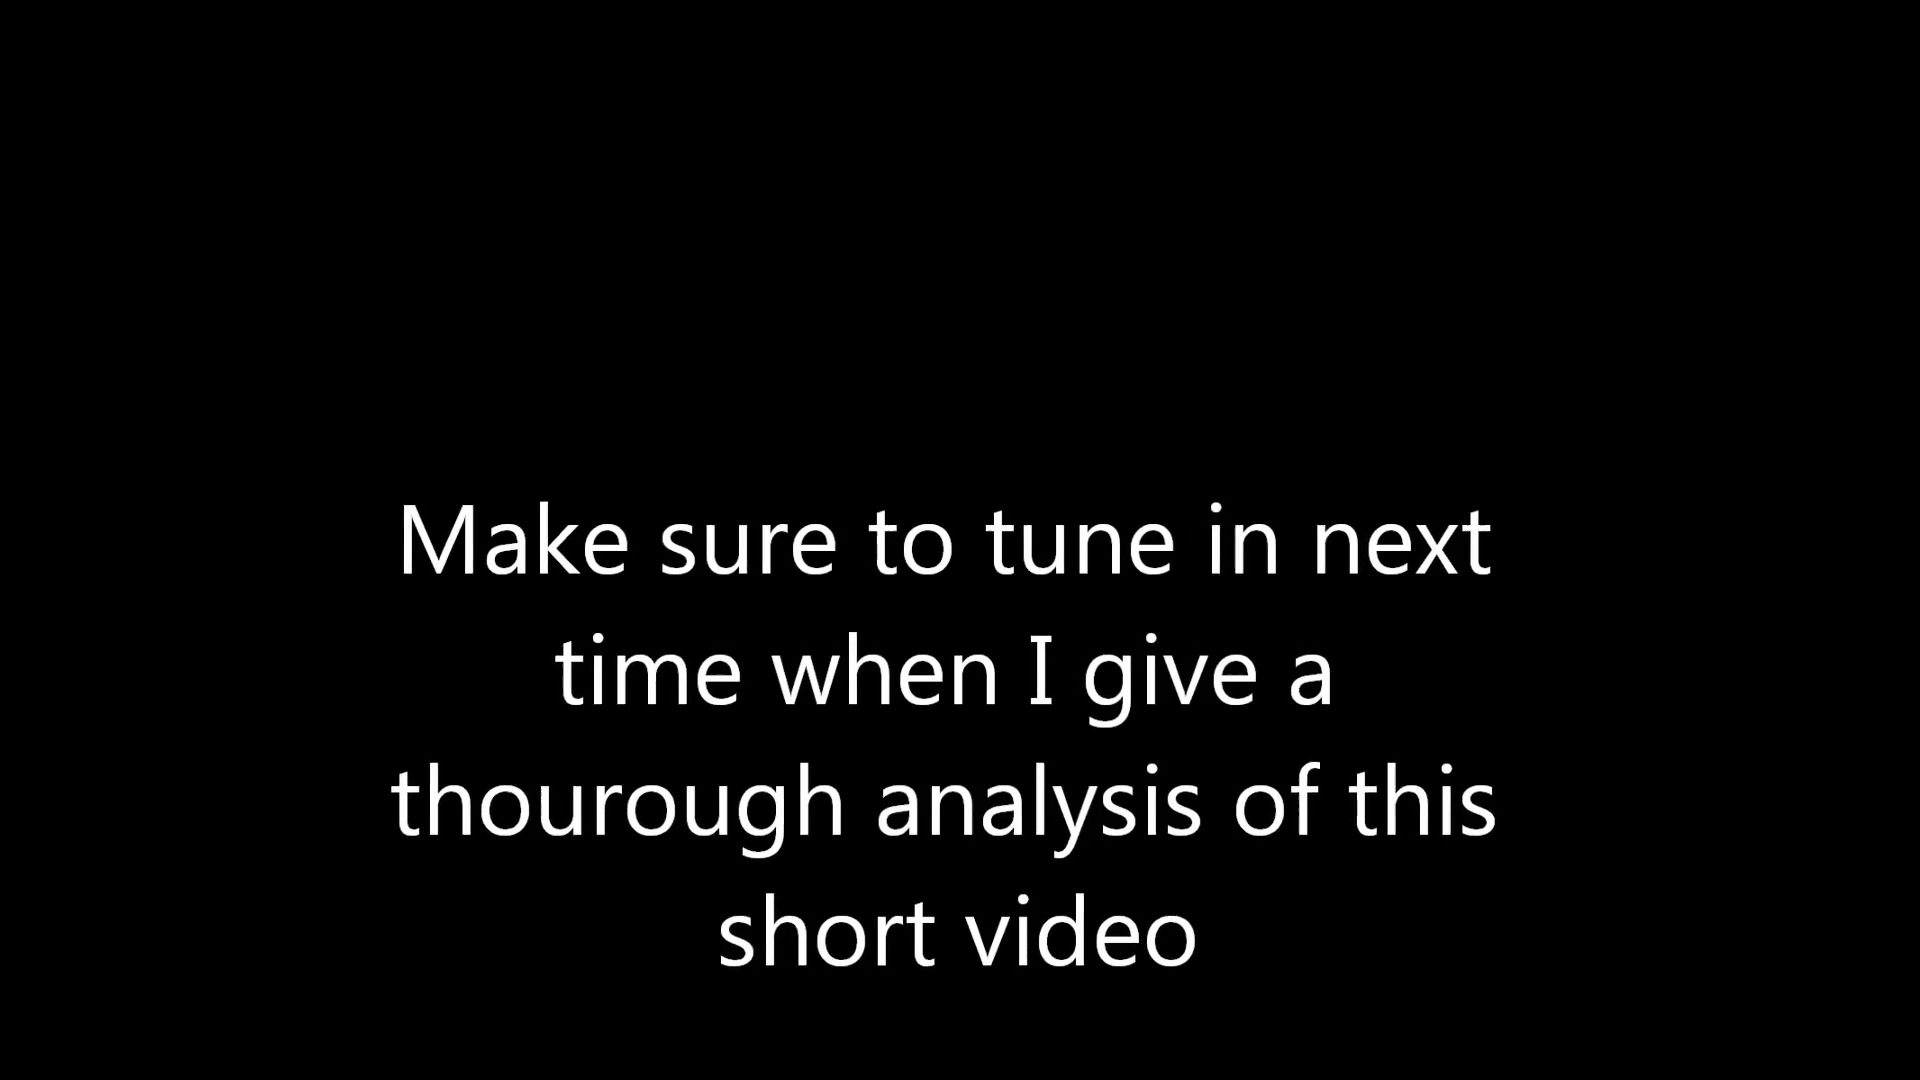 Make sure to tune in next
time when I give a
thourough analysis of this
short video